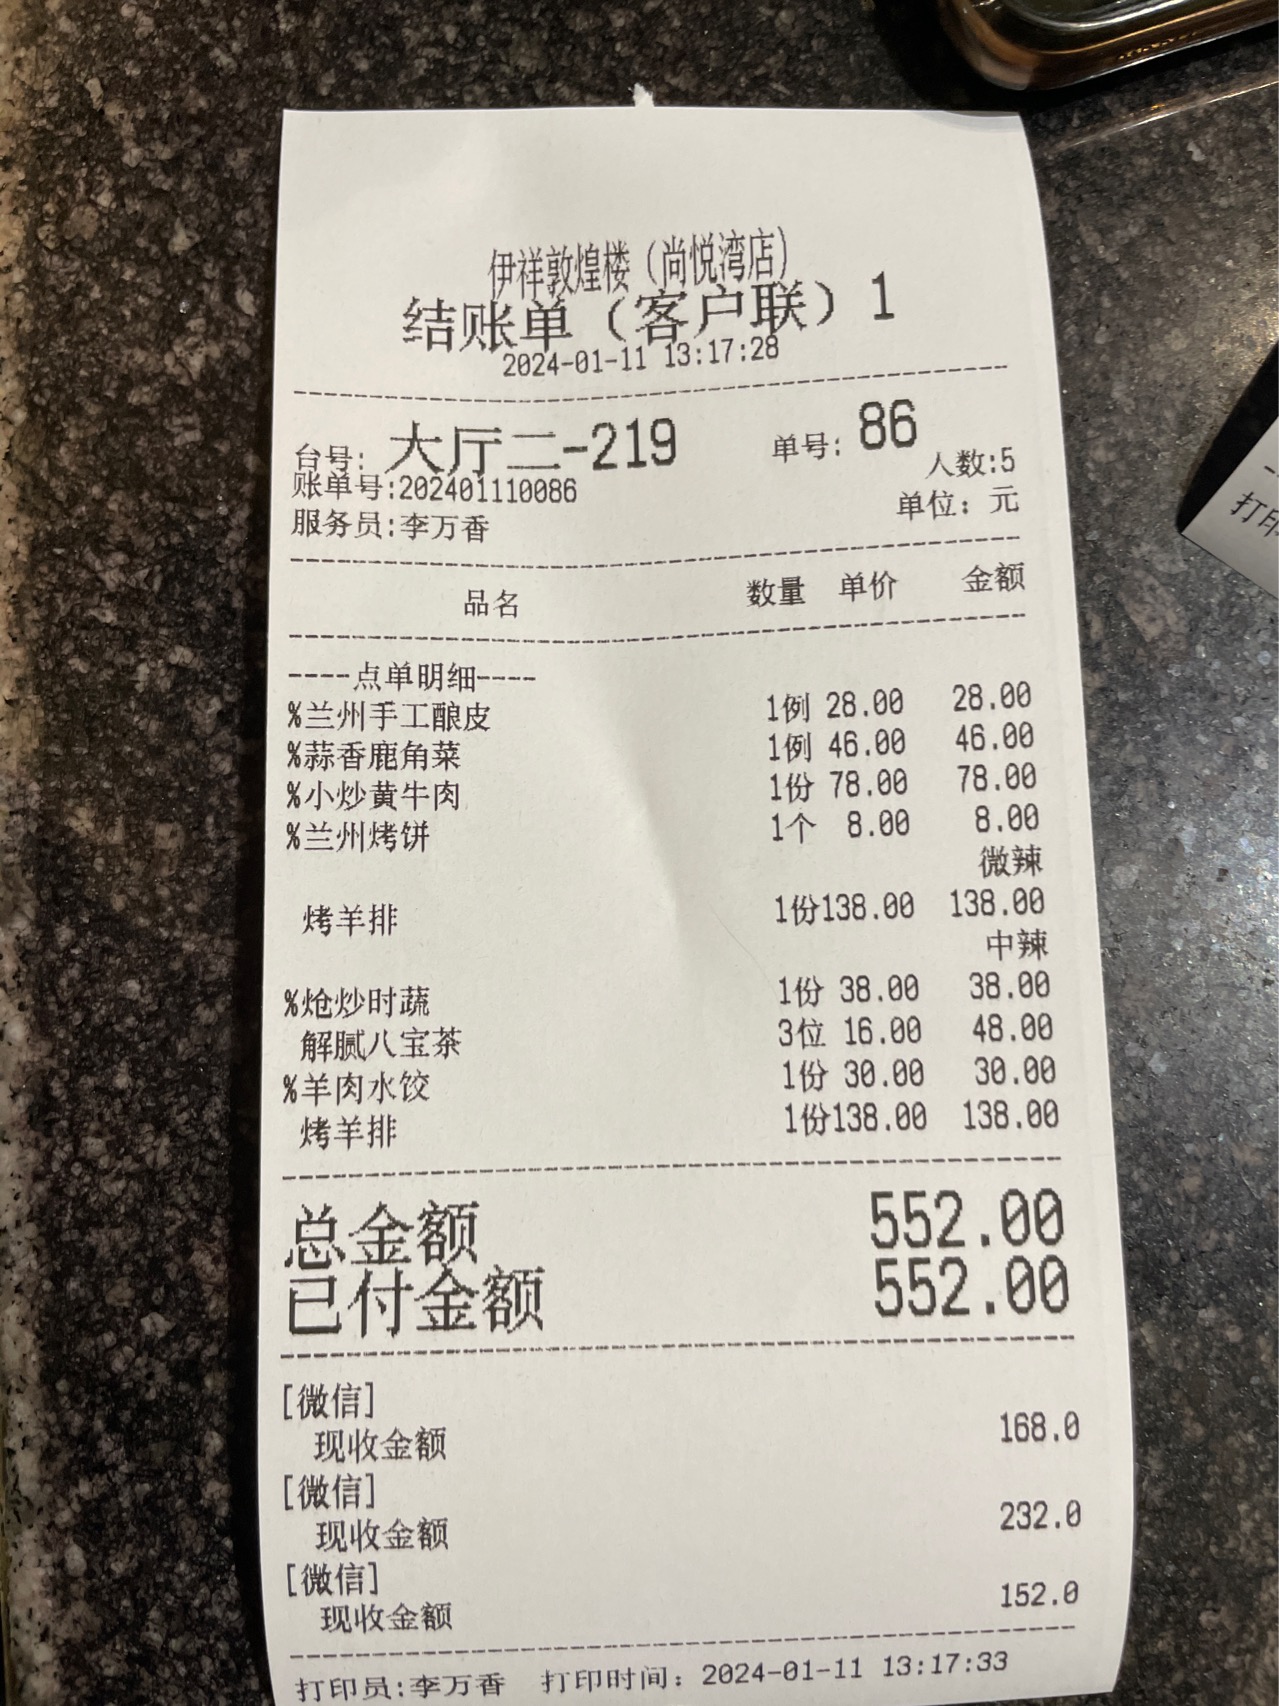 伊祥敦煌楼（尚悦湾店）
结账单（客户联）1
2024-01-11 13:17:28
台号: 大厅二-219 单号: 86
账单号:202401110086 人数:5
服务员:李万香 单位: 元
品名 数量 单价 金额
----点单明细----
%兰州手工酿皮 1例 28.00 28.00
%蒜香鹿角菜 1例 46.00 46.00
%小炒黄牛肉 1份 78.00 78.00
%兰州烤饼 1个 8.00 8.00
微辣
烤羊排 1份138.00 138.00
中辣
%炝炒时蔬 1份 38.00 38.00
解腻八宝茶 3位 16.00 48.00
%羊肉水饺 1份 30.00 30.00
烤羊排 1份138.00 138.00
总金额 552.00
已付金额 552.00
[微信]
现收金额 168.0
[微信]
现收金额 232.0
[微信]
现收金额 152.0
打印员:李万香 打印时间: 2024-01-11 13:17:33
打印